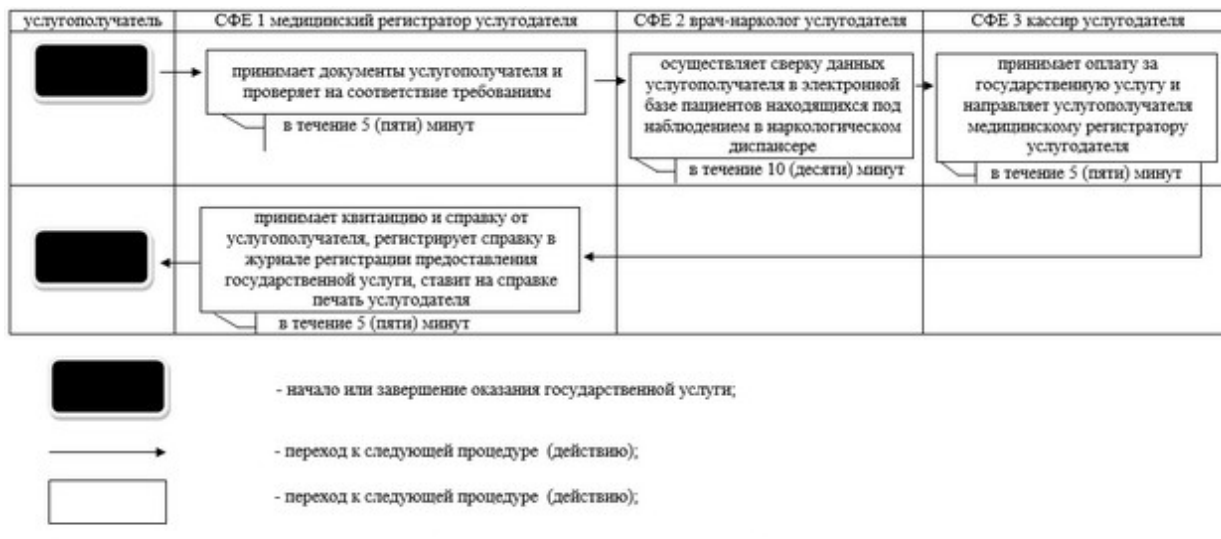 услугополучатель
СФЕ 1 медицинский регистратор услугодателя
СФЕ 2 врач-нарколог услугодателя
СФЕ 3 кассир услугодателя
принимает документы услугополучателя и
проверяет на соответствие требованиям
в течение 5 (пяти) минут
осуществляет сверку данных
услугополучателя в электронной
базе пациентов находящихся под
наблюдением в наркологическом
диспансере
в течение 10 (десяти) минут
принимает оплату за
государственную услугу и
направляет услугополучателя
медицинскому регистратору
услугодателя
в течение 5 (пяти) минут
принимает квитанцию и справку от
услугополучателя, регистрирует справку в
журнале регистрации предоставления
государственной услуги, ставит на справке
печать услугодателя
в течение 5 (пяти) минут
- начало или завершение оказания государственной услуги;
- переход к следующей процедуре (действию);
- переход к следующей процедуре (действию);